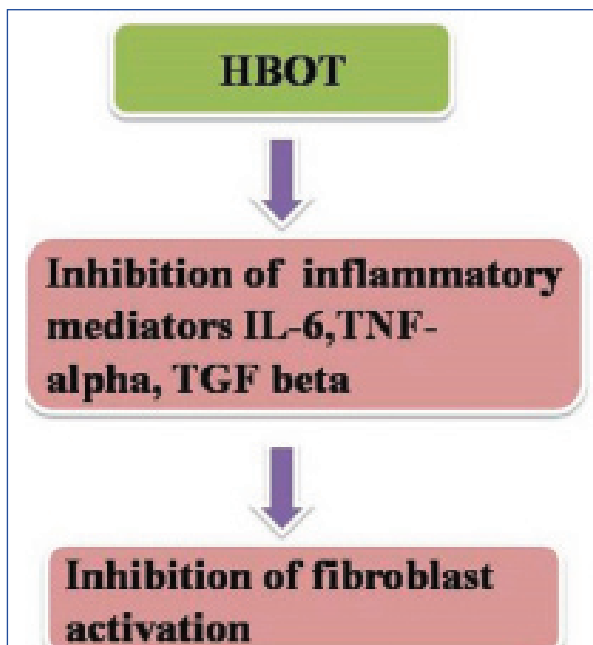 HBOT
Inhibition of inflammatory
mediators IL-6,TNF-
alpha, TGF beta
Inhibition of fibroblast
activation